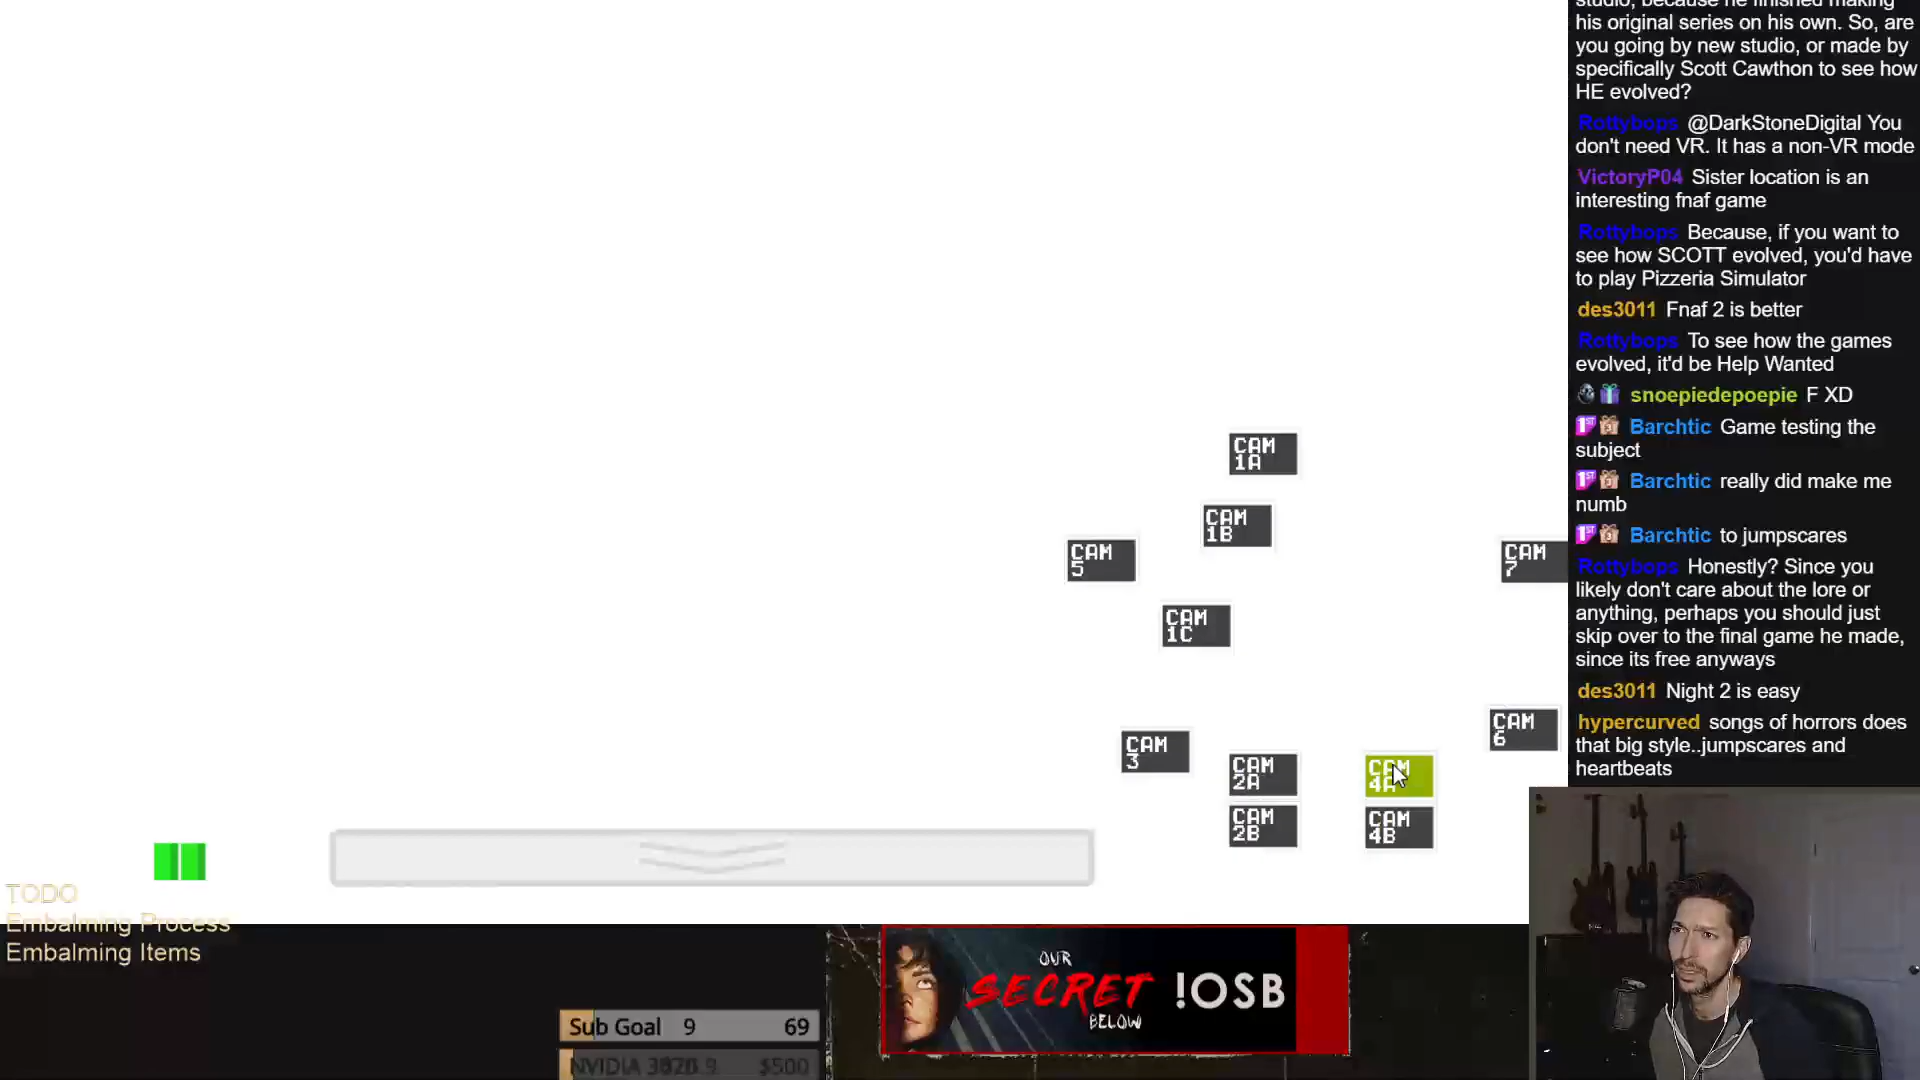 studio, because he finished making
his original series on his own. So, are
you going by new studio, or made by
specifically Scott Cawthon to see how
HE evolved?
Rottybops @DarkStoneDigital You
don't need VR. It has a non-VR mode
VictoryP04 Sister location is an
interesting fnaf game
Rottybops Because, if you want to
see how SCOTT evolved, you'd have
to play Pizzeria Simulator
des3011 Fnaf 2 is better
Rottybops To see how the games
evolved, it'd be Help Wanted
snoepiedepoepie F XD
1ST Barchtic Game testing the
subject
1ST Barchtic really did make me
numb
1ST Barchtic to jumpscares
Rottybops Honestly? Since you
likely don't care about the lore or
anything, perhaps you should just
skip over to the final game he made,
since its free anyways
des3011 Night 2 is easy
hypercurved songs of horrors does
that big style..jumpscares and
heartbeats
CAM
1A
CAM
1B
CAM
5
CAM
7
CAM
1C
CAM
6
CAM
3
CAM
2A
CAM
4A
CAM
2B
CAM
4B
TODO
Embalming Process
Embalming Items
OUR
SECRET
BELOW
!OSB
Sub Goal 9 69
NVIDIA $500